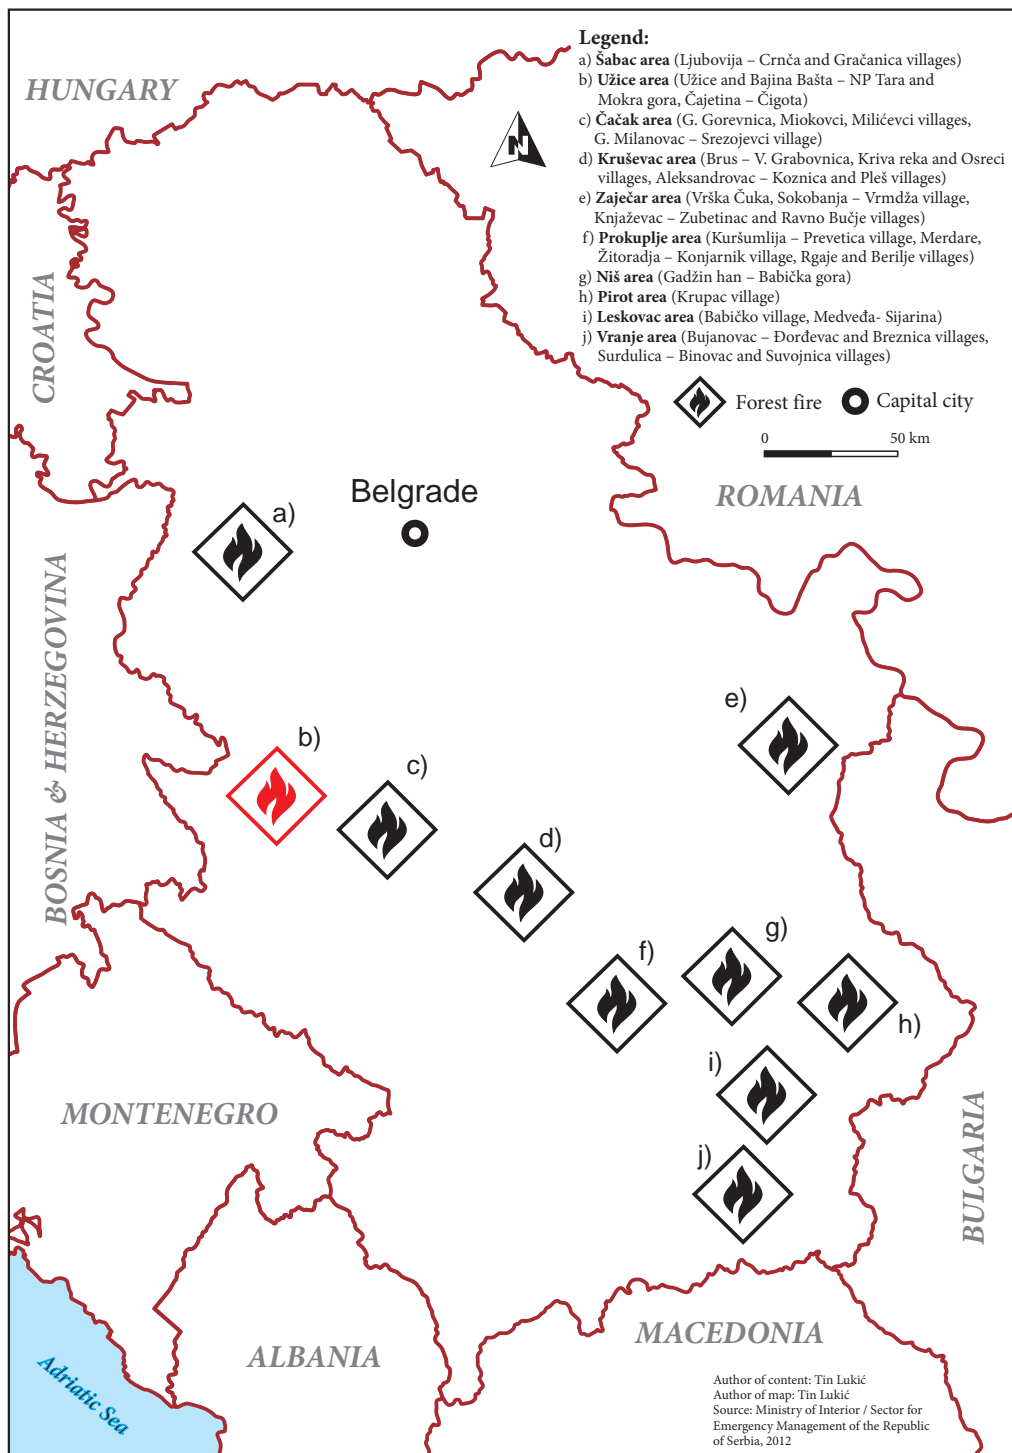 Legend:
a) Šabac area (Ljubovija – Crnča and Gračanica villages)
b) Užice area (Užice and Bajina Bašta – NP Tara and
Mokra gora, Čajetina – Čigota)
c) Čačak area (G. Gorevnica, Miokovci, Milićevci villages,
G. Milanovac – Srezojevci village)
d) Kruševac area (Brus – V. Grabovnica, Kriva reka and Osreci
villages, Aleksandrovac – Koznica and Pleš villages)
e) Zaječar area (Vrška Čuka, Sokobanja – Vrmdža village,
Knjaževac – Zubetinac and Ravno Bučje villages)
f) Prokuplje area (Kuršumlija – Prevetica village, Merdare,
Žitoradja – Konjarnik village, Rgaje and Berilje villages)
g) Niš area (Gadžin han – Babička gora)
h) Pirot area (Krupac village)
i) Leskovac area (Babičko village, Medveđa- Sijarina)
j) Vranje area (Bujanovac – Đorđevac and Breznica villages,
Surdulica – Binovac and Suvojnica villages)
Forest fire
Capital city
0 50 km
N
HUNGARY
CROATIA
ROMANIA
BOSNIA & HERZEGOVINA
Belgrade
a)
b)
c)
d)
e)
f)
g)
h)
i)
j)
MONTENEGRO
BULGARIA
ALBANIA
MACEDONIA
Adriatic Sea
Author of content: Tin Lukić
Author of map: Tin Lukić
Source: Ministry of Interior / Sector for
Emergency Management of the Republic
of Serbia, 2012